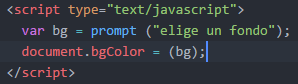 <script type="text/javascript">
var bg = prompt ("elige un fondo");
document.bgColor = (bg);
</script>